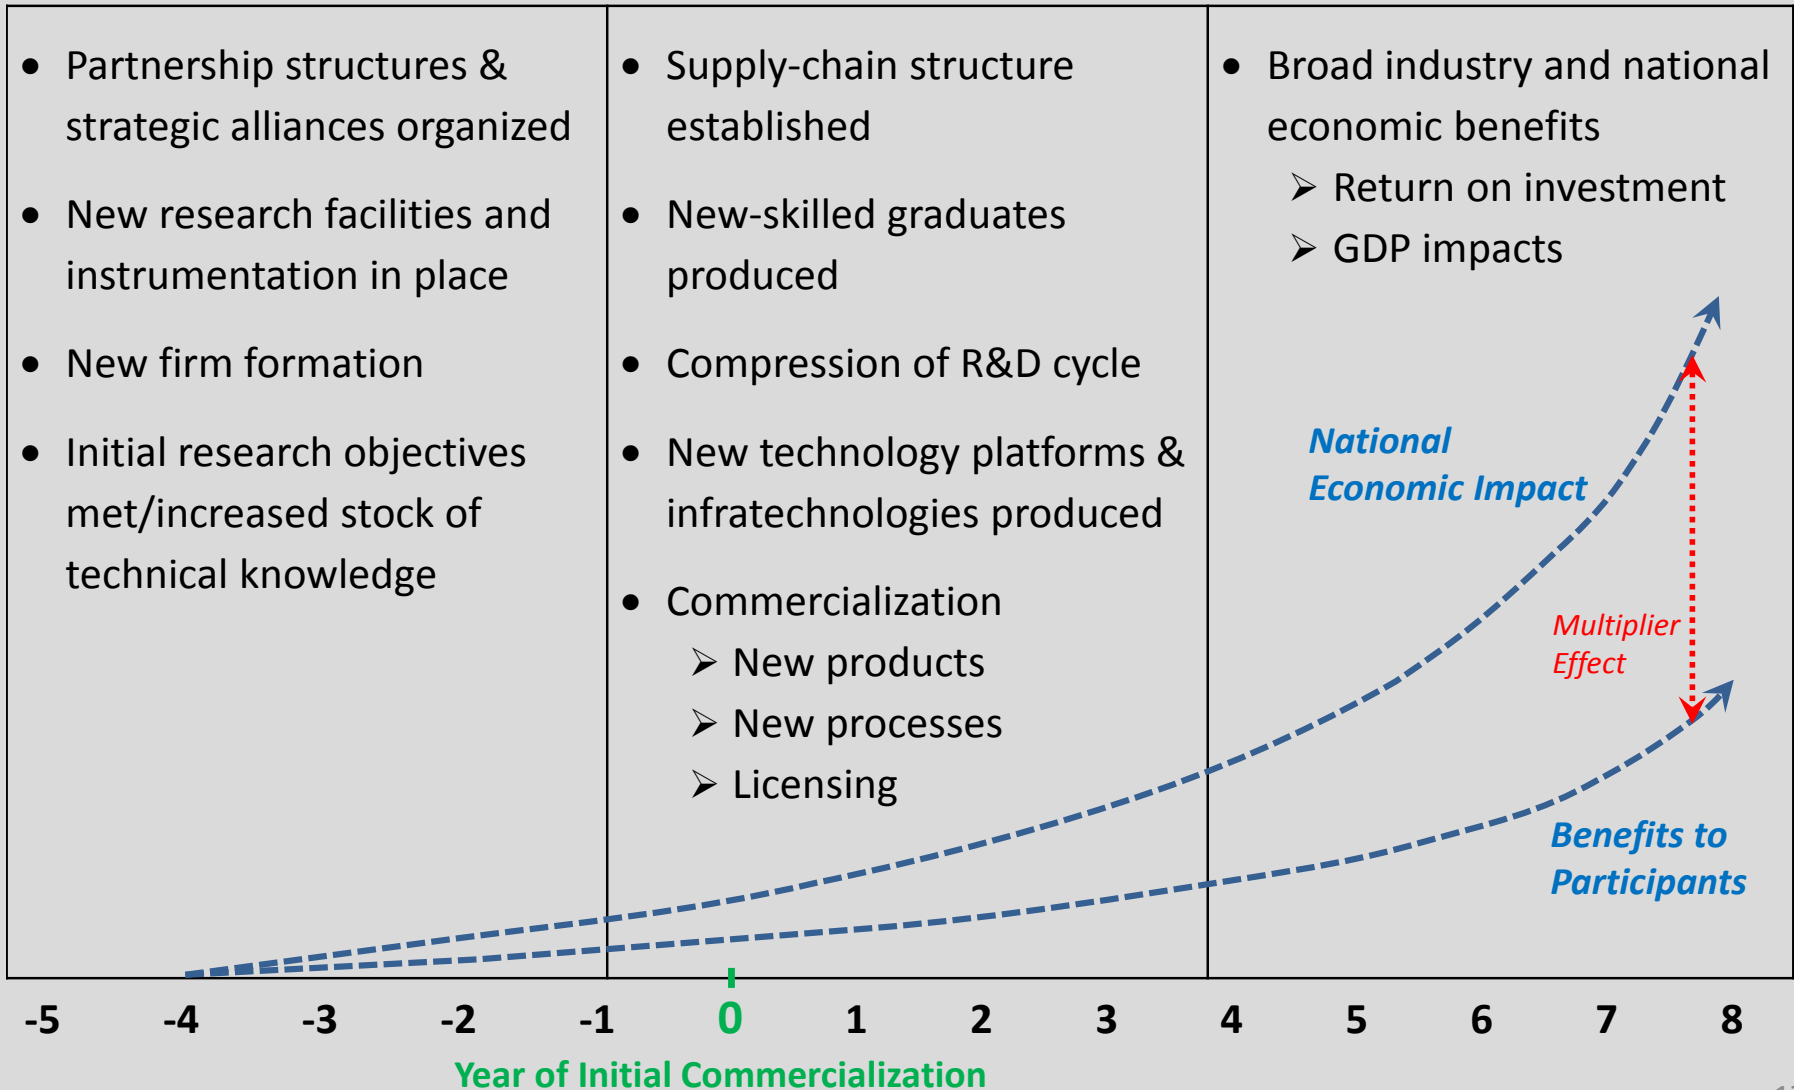 • Partnership structures &
strategic alliances organized
• New research facilities and
instrumentation in place
• New firm formation
• Initial research objectives
met/increased stock of
technical knowledge
• Supply-chain structure
established
• New-skilled graduates
produced
• Compression of R&D cycle
• New technology platforms &
infratechnologies produced
• Commercialization
➢ New products
➢ New processes
➢ Licensing
• Broad industry and national
economic benefits
➢ Return on investment
➢ GDP impacts
National
Economic Impact
Multiplier
Effect
Benefits to
Participants
-5 -4 -3 -2 -1 0 1 2 3 4 5 6 7 8
Year of Initial Commercialization